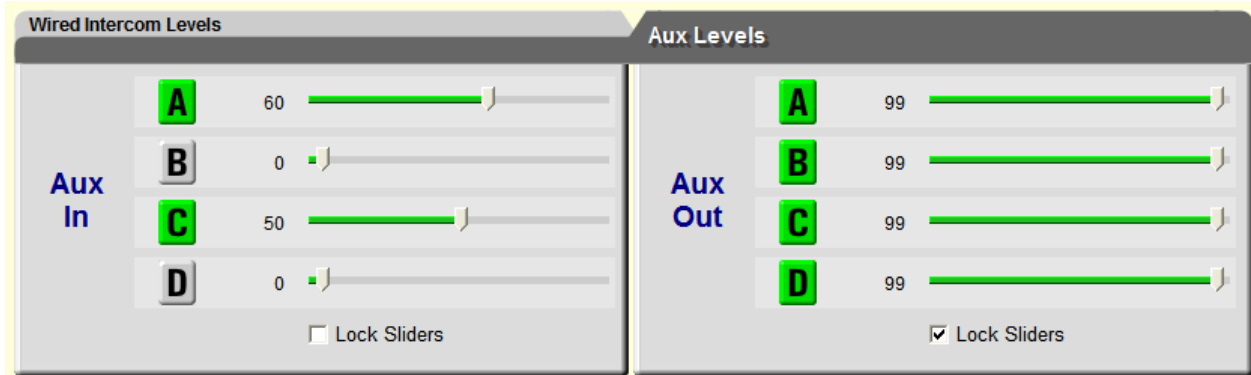 Wired Intercom Levels
Aux Levels
Aux
In
A 60
B 0
C 50
D 0
Lock Sliders
Aux
Out
A 99
B 99
C 99
D 99
Lock Sliders